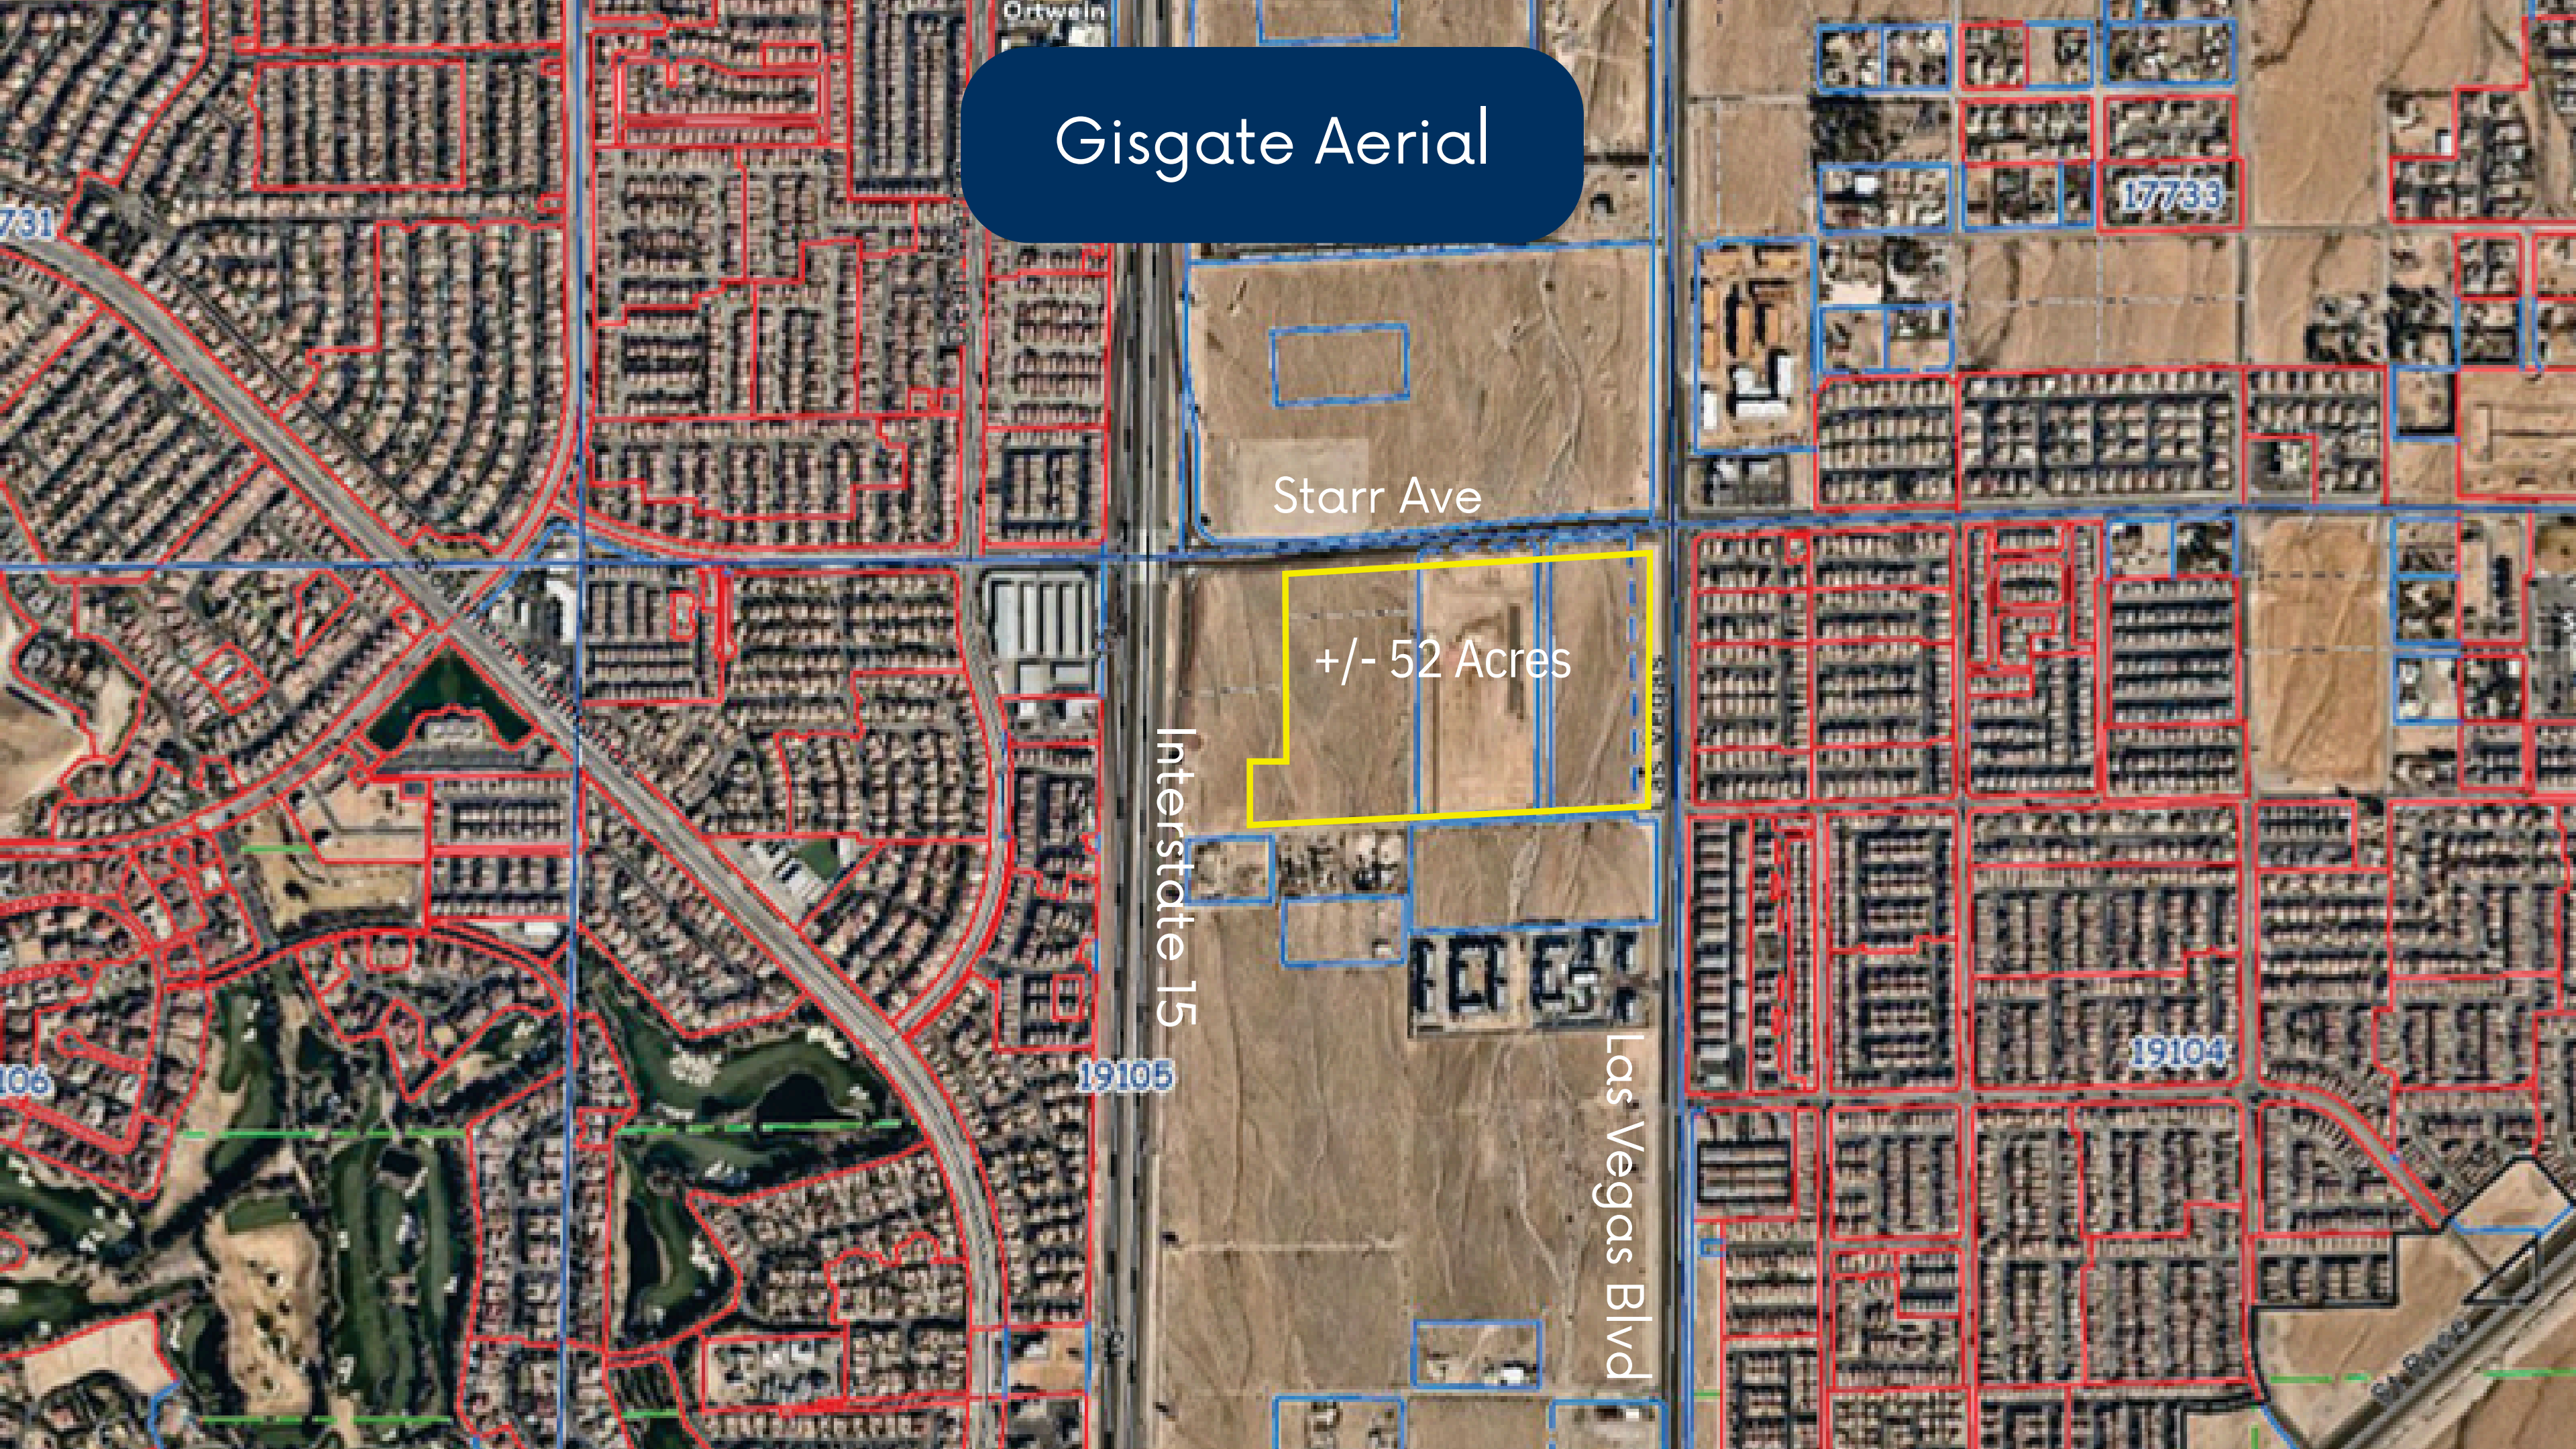 Ortwein
Gisgate Aerial
17733
731
Starr Ave
+/- 52 Acres
Interstate 15
Las Vegas Blvd
19105
19104
106